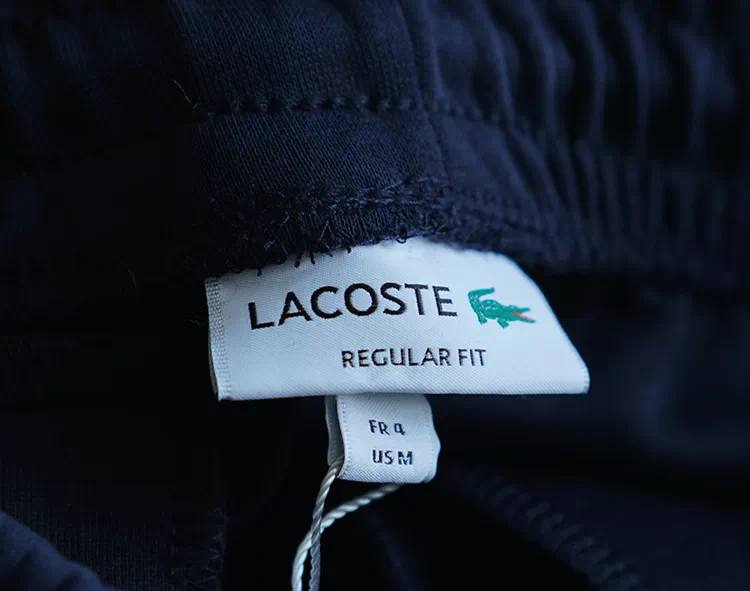 LACOSTE
REGULAR FIT
FR 4
US M